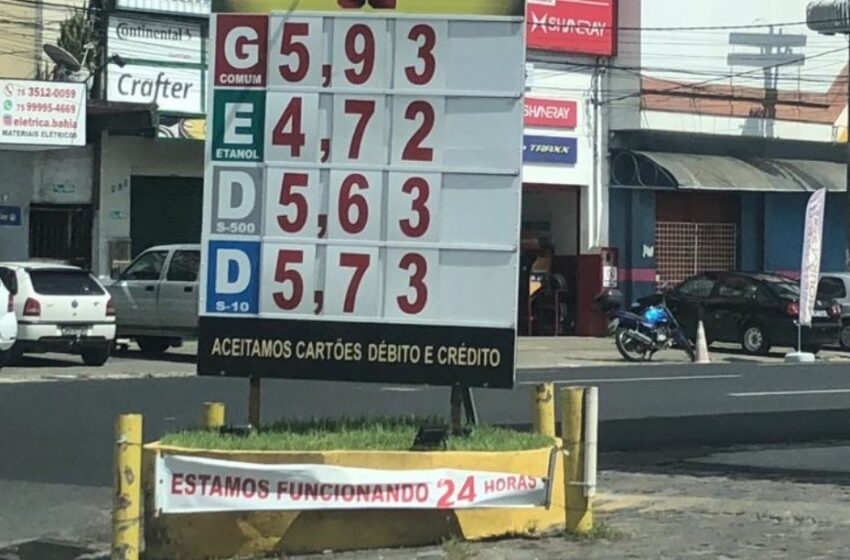 G COMUM 5,93
E ETANOL 4,72
D S-500 5,63
D S-10 5,73
ACEITAMOS CARTÕES DÉBITO E CRÉDITO
ESTAMOS FUNCIONANDO 24 HORAS
Continental
Crafter
75 3512-0059
75 99995-4669
eletrica.bahia
MATERIAIS ELÉTRICOS
SHINERAY
SHINERAY
TRAXX